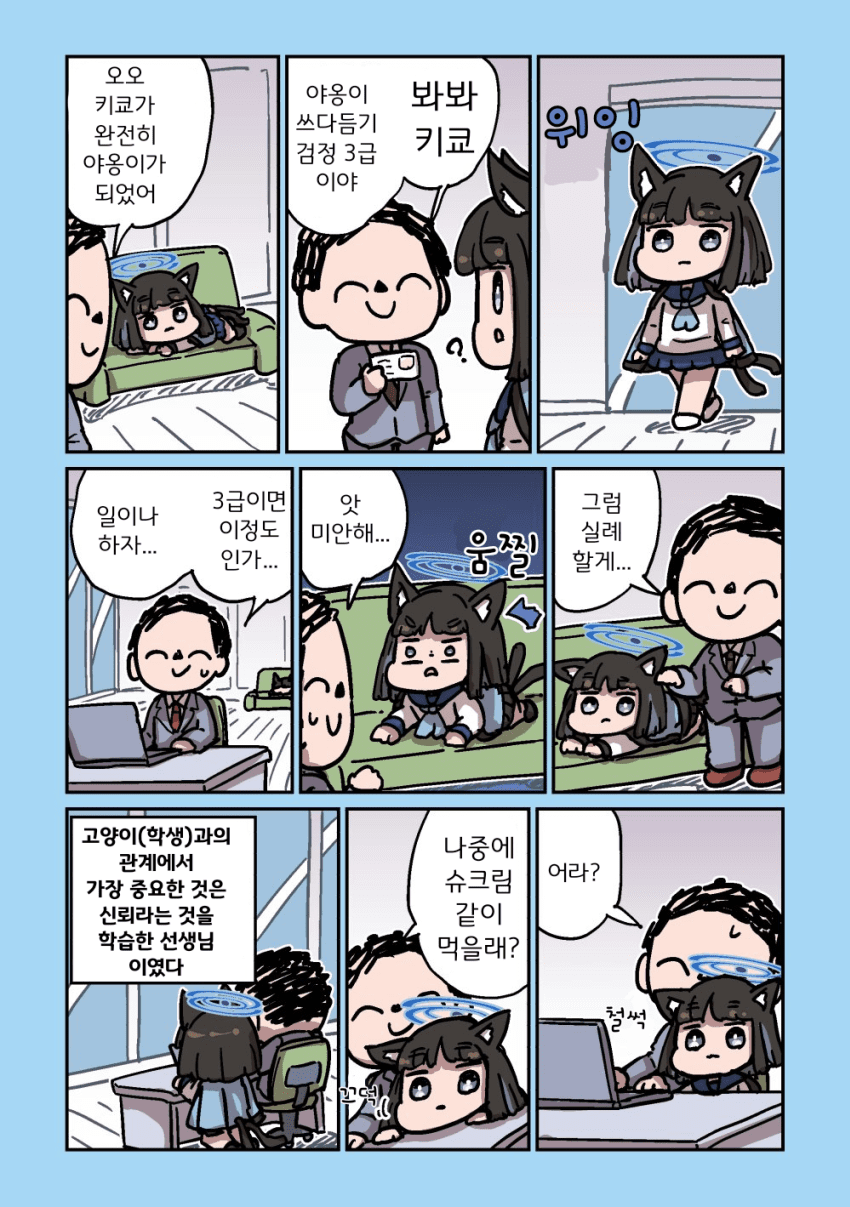 위잉
봐봐
키쿄
야옹이
쓰다듬기
검정 3급
이야
?
오오
키쿄가
완전히
야옹이가
되었어
그럼
실례
할게...
움찔
앗
미안해...
3급이면
이정도
인가...
일이나
하자...
어라?
철썩
나중에
슈크림
같이
먹을래?
끄덕
고양이(학생)과의
관계에서
가장 중요한 것은
신뢰라는 것을
학습한 선생님
이였다